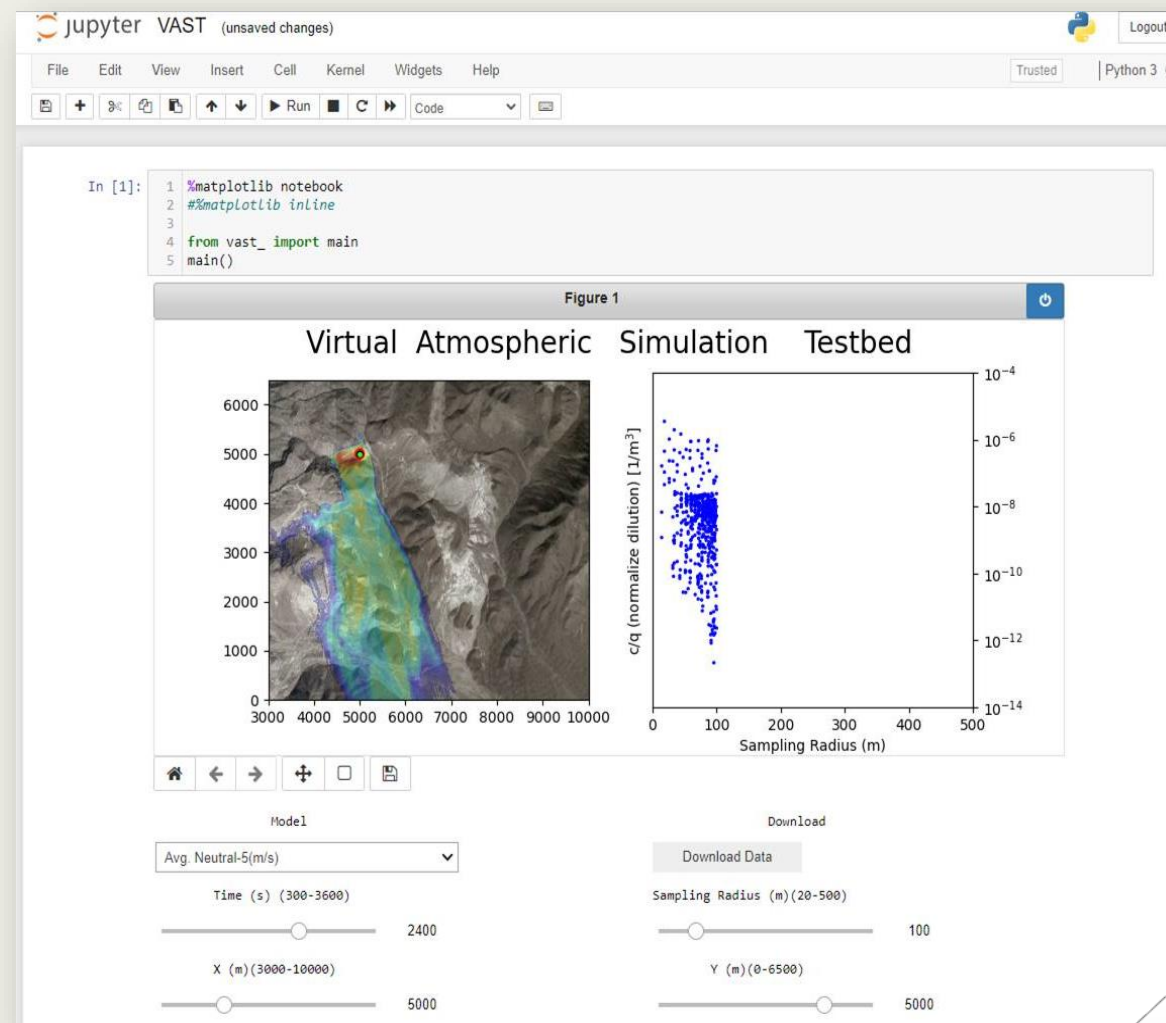 jupyter VAST (unsaved changes)
Logout
File Edit View Insert Cell Kernel Widgets Help
Trusted
Python 3
Run
Code
In [1]:
1 %matplotlib notebook
2 #%matplotlib inline
3
4 from vast_ import main
5 main()
Figure 1
Virtual Atmospheric Simulation Testbed
6000
5000
4000
3000
2000
1000
0
3000 4000 5000 6000 7000 8000 9000 10000
c/q (normalize dilution) [1/m³]
10⁻⁴
10⁻⁶
10⁻⁸
10⁻¹⁰
10⁻¹²
10⁻¹⁴
0 100 200 300 400 500
Sampling Radius (m)
Model
Download
Avg. Neutral-5(m/s)
Download Data
Time (s) (300-3600)
Sampling Radius (m)(20-500)
2400
100
X (m)(3000-10000)
Y (m)(0-6500)
5000
5000